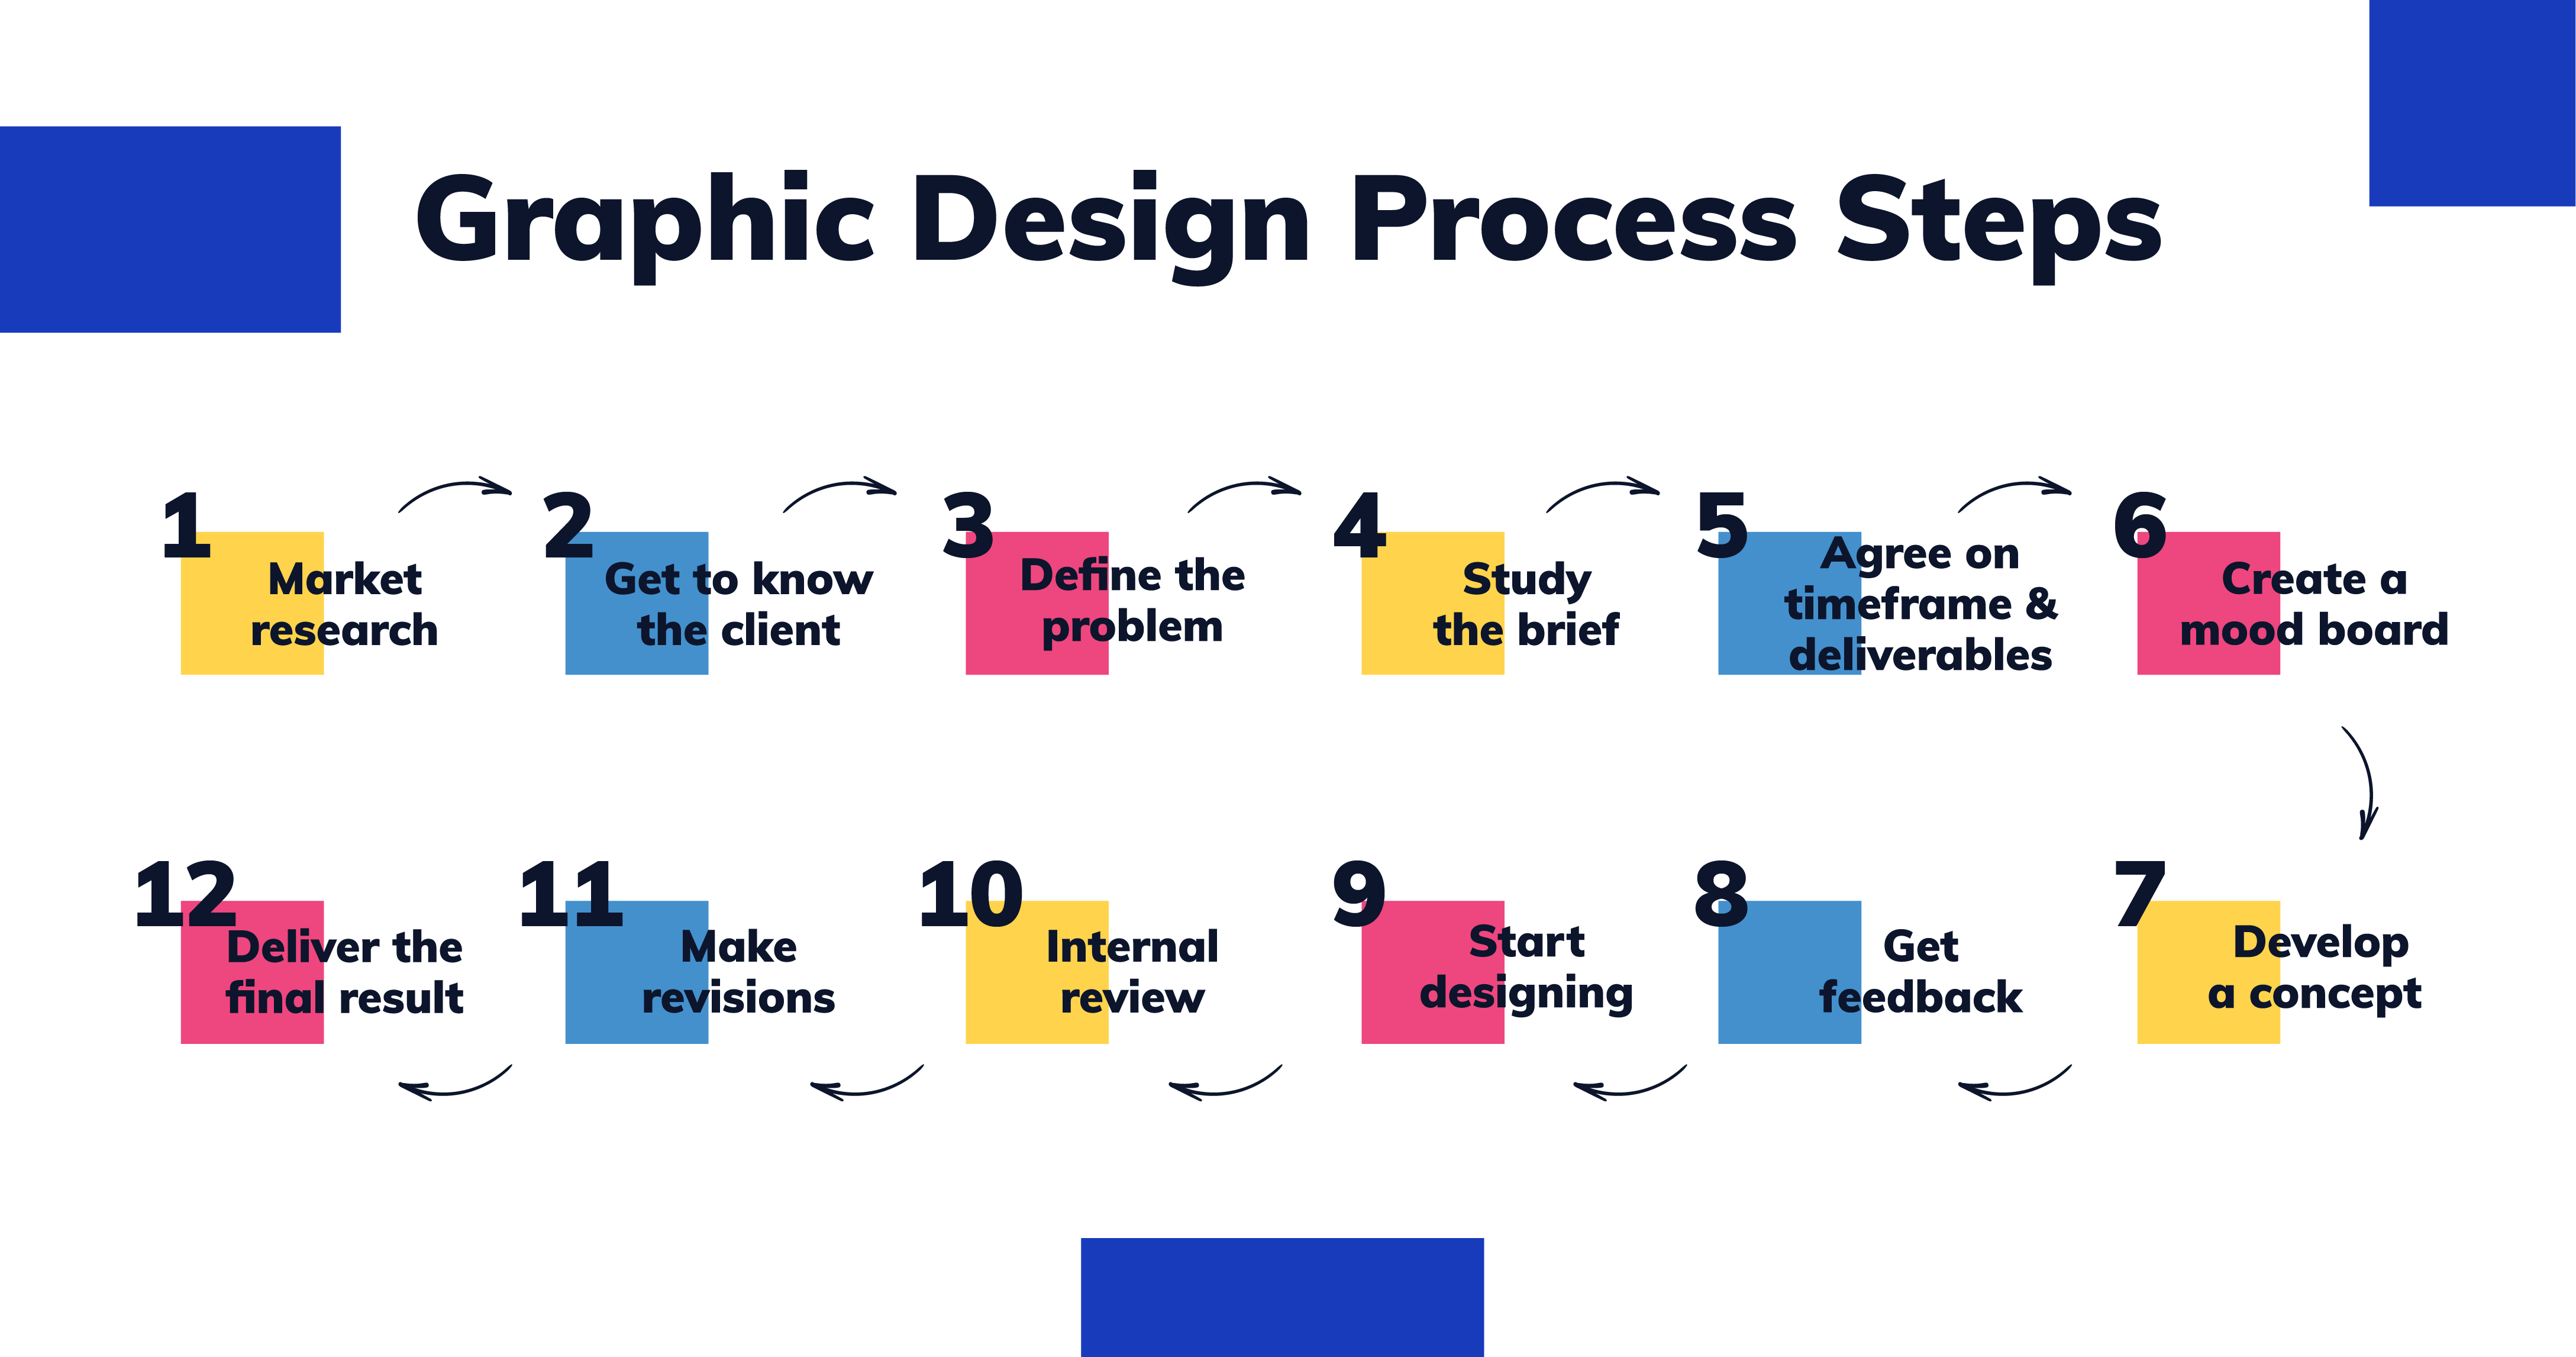 Graphic Design Process Steps
1
Market
research
2
Get to know
the client
3
Define the
problem
4
Study
the brief
5
Agree on
timeframe &
deliverables
6
Create a
mood board
7
Develop
a concept
8
Get
feedback
9
Start
designing
10
Internal
review
11
Make
revisions
12
Deliver the
final result